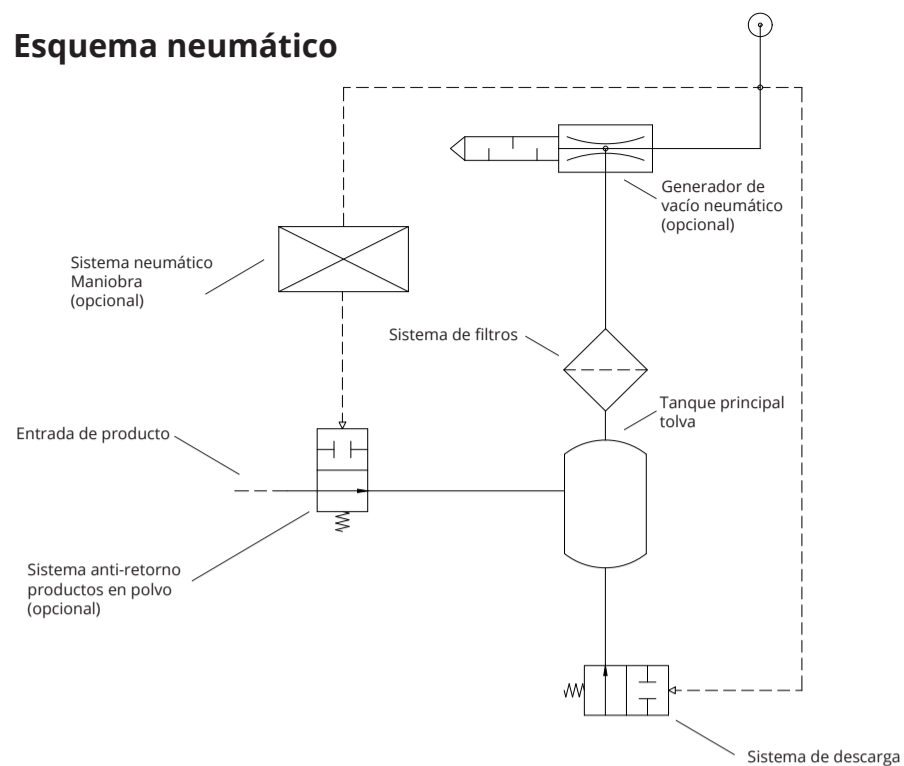 Esquema neumático
Generador de
vacío neumático
(opcional)
Sistema neumático
Maniobra
(opcional)
Sistema de filtros
Tanque principal
tolva
Entrada de producto
Sistema anti-retorno
productos en polvo
(opcional)
Sistema de descarga